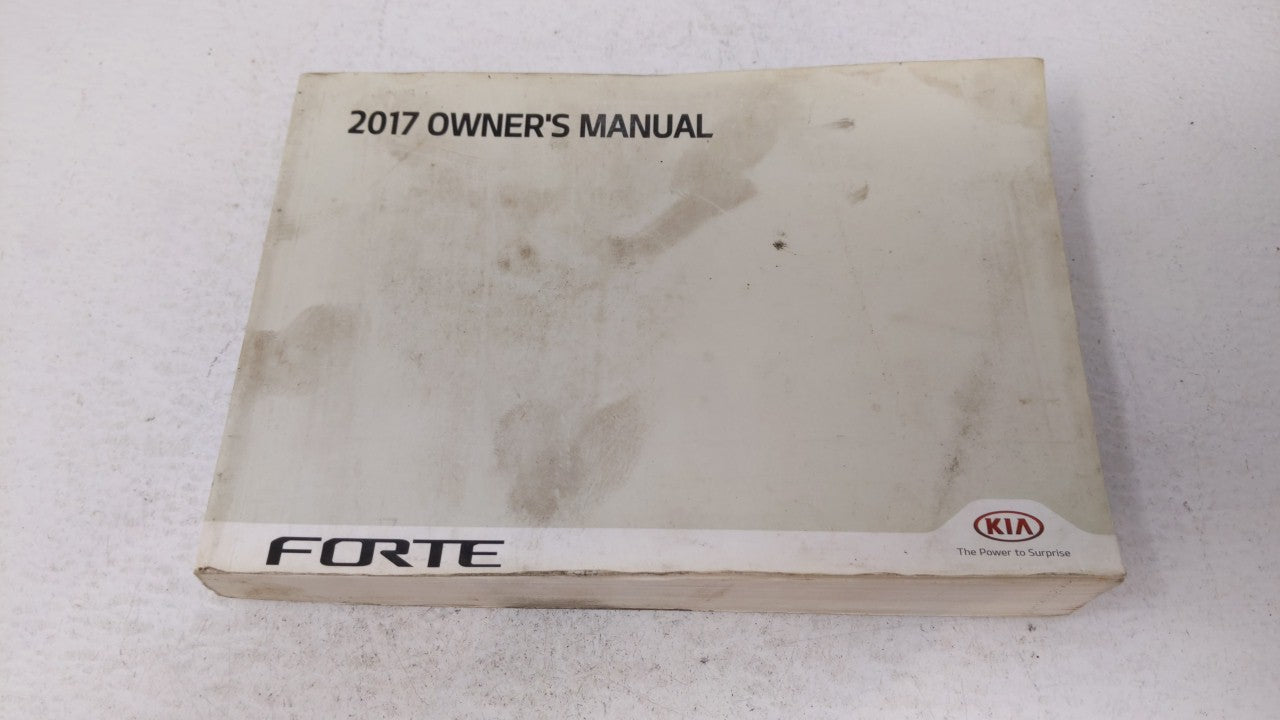 2017 OWNER'S MANUAL
FORTE
KIA
The Power to Surprise